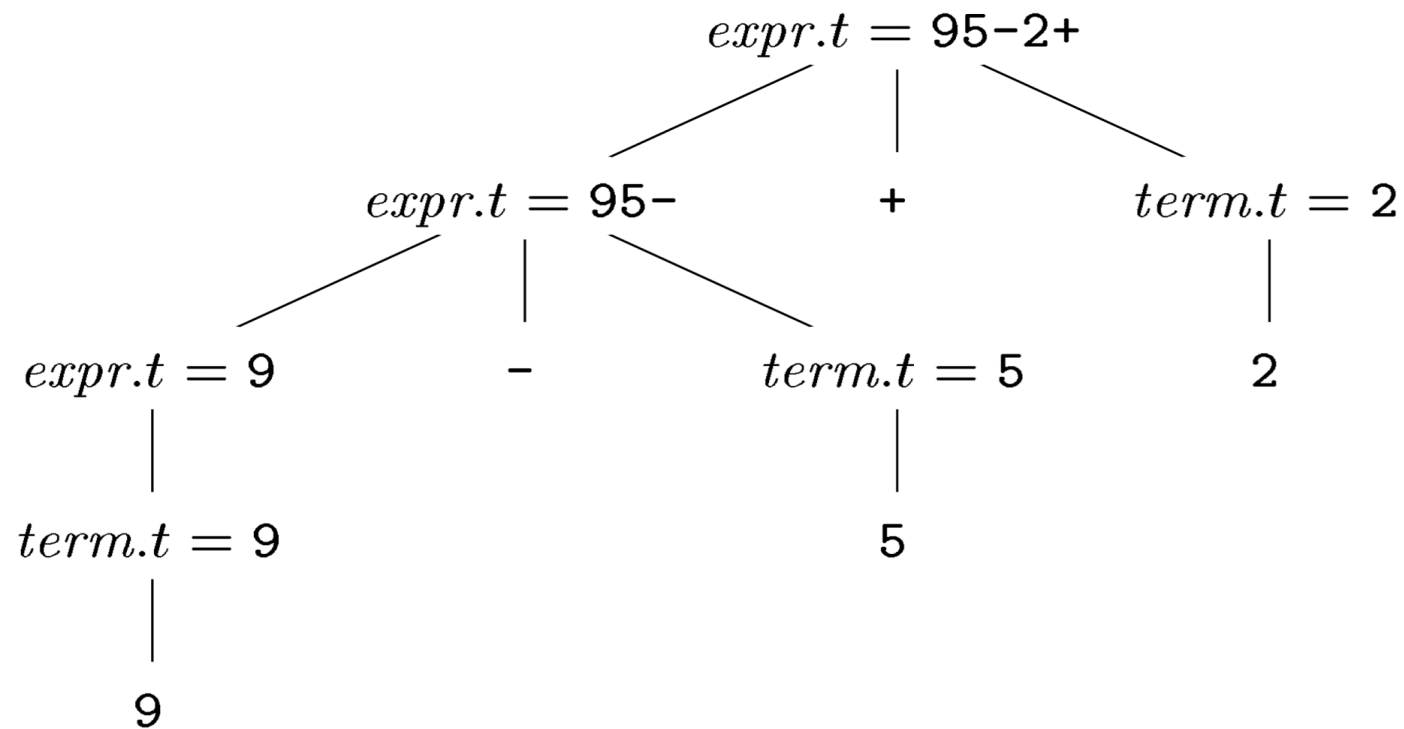 expr.t = 95-2+
expr.t = 95- + term.t = 2
expr.t = 9 - term.t = 5 2
term.t = 9 5
9